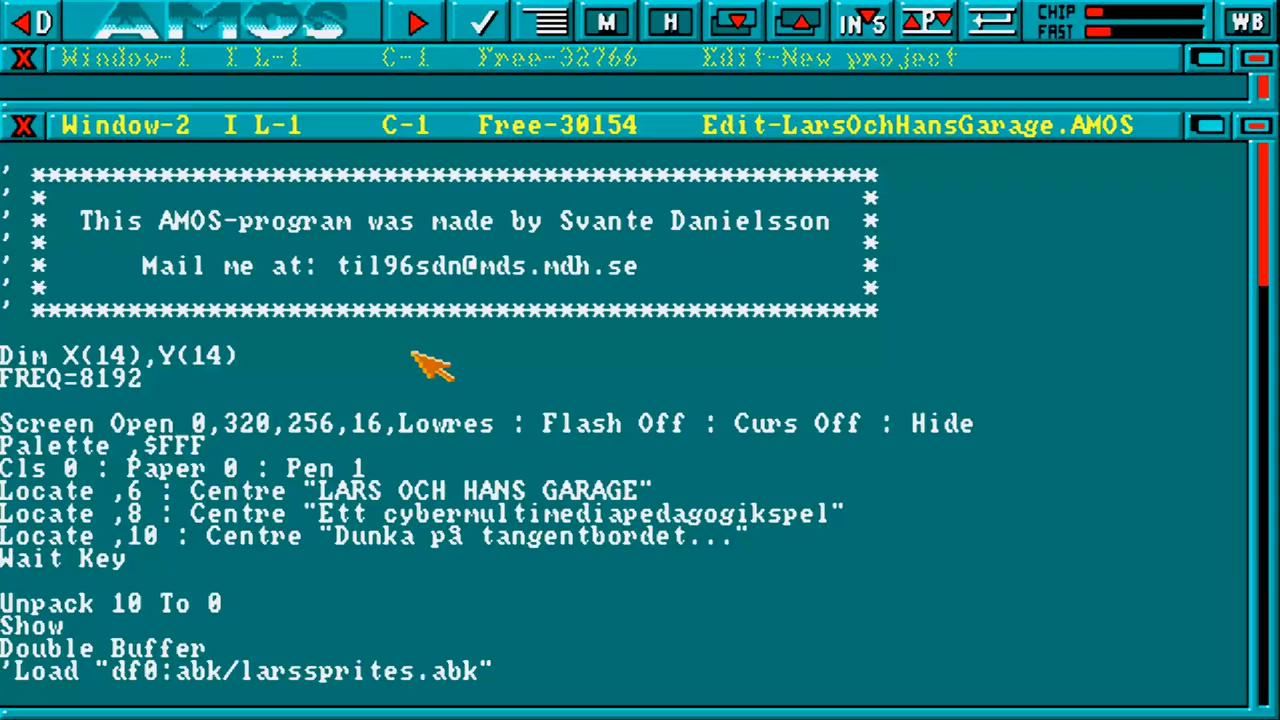 D AMOS M H INS P CHIP FAST WB
X Window-1 I L-1 C-1 Free-32766 Edit-New project
X Window-2 I L-1 C-1 Free-30154 Edit-LarsOchHansGarage.AMOS
' *****************************************************
' * *
' * This AMOS-program was made by Svante Danielsson *
' * *
' * Mail me at: til96sdn@mds.mdh.se *
' * *
' *****************************************************
Dim X(14),Y(14)
FREQ=8192
Screen Open 0,320,256,16,Lowres : Flash Off : Curs Off : Hide
Palette ,$FFF
Cls 0 : Paper 0 : Pen 1
Locate ,6 : Centre "LARS OCH HANS GARAGE"
Locate ,8 : Centre "Ett cybermultimediapedagogikspel"
Locate ,10 : Centre "Dunka på tangentbordet..."
Wait Key
Unpack 10 To 0
Show
Double Buffer
'Load "df0:abk/larssprites.abk"